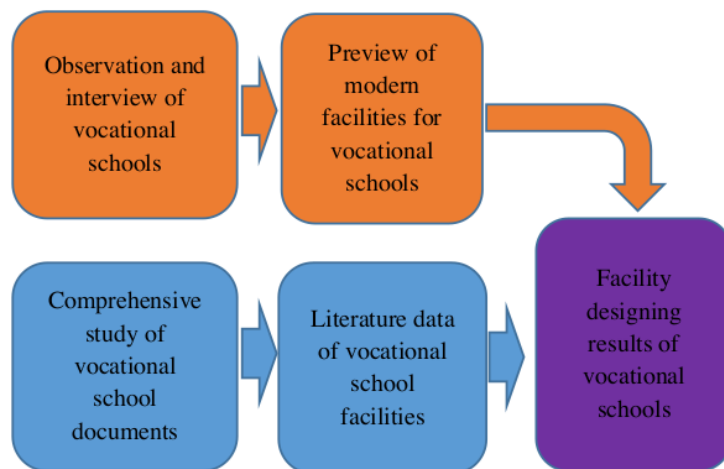 Observation and
interview of
vocational
schools
Preview of
modern
facilities for
vocational
schools
Comprehensive
study of
vocational
school
documents
Literature data
of vocational
school
facilities
Facility
designing
results of
vocational
schools